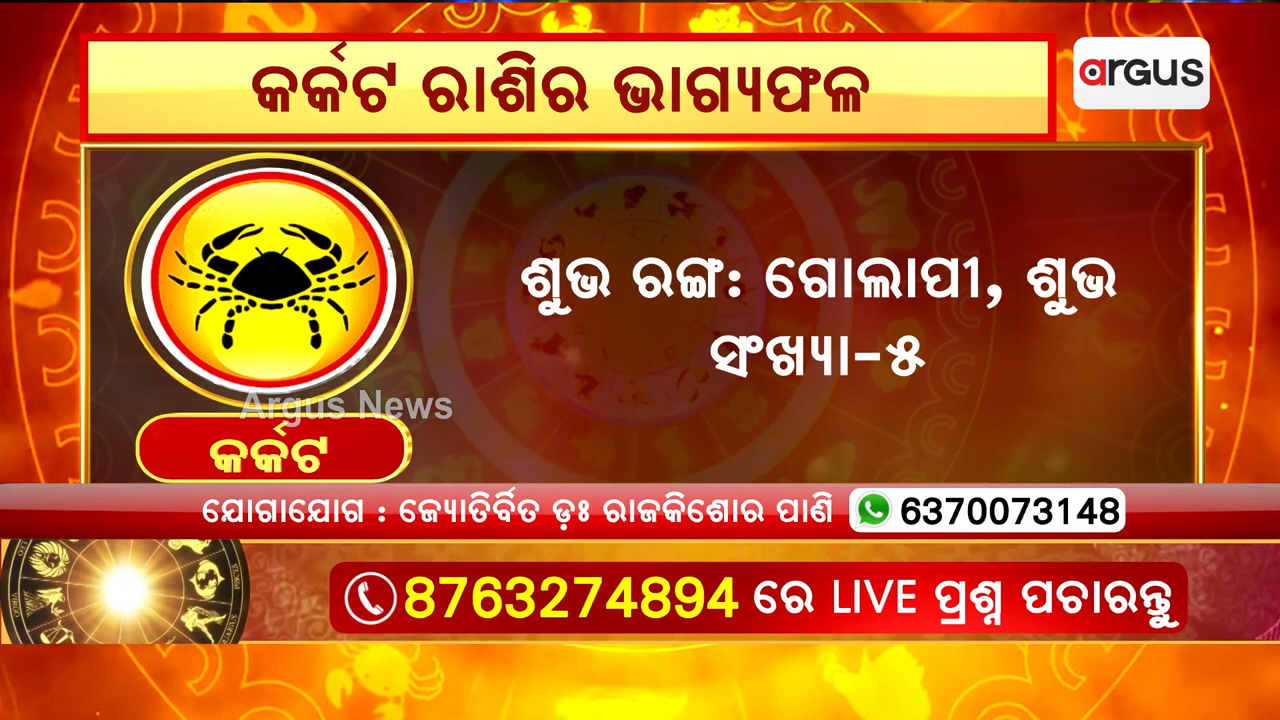 କର୍କଟ ରାଶିର ଭାଗ୍ୟଫଳ
argus
ଶୁଭ ରଙ୍ଗ: ଗୋଲାପୀ, ଶୁଭ
ସଂଖ୍ୟା-୫
Argus News
କର୍କଟ
ଯୋଗାଯୋଗ : ଜ୍ୟୋତିର୍ବିତ ଡ଼ଃ ରାଜକିଶୋର ପାଣି 6370073148
8763274894 ରେ LIVE ପ୍ରଶ୍ନ ପଚାରନ୍ତୁ